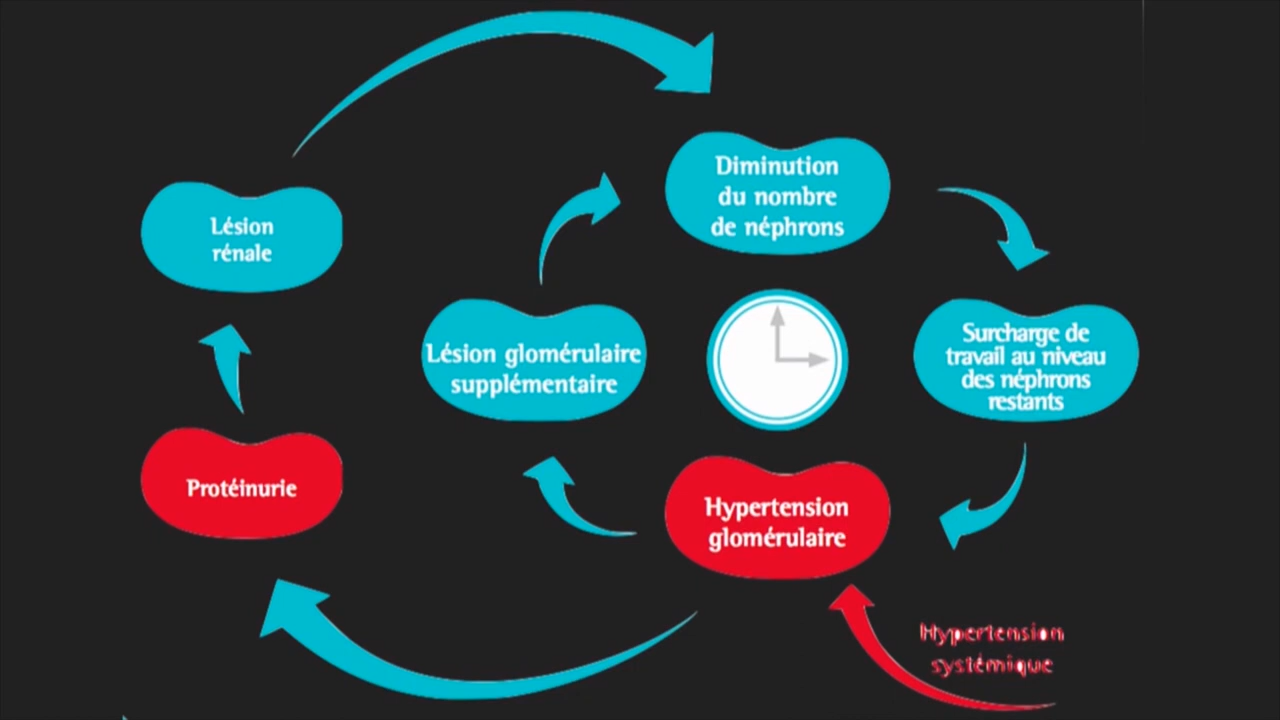 Diminution
du nombre
de néphrons
Lésion
rénale
Lésion glomérulaire
supplémentaire
Surcharge de
travail au niveau
des néphrons
restants
Protéinurie
Hypertension
glomérulaire
Hypertension
systémique